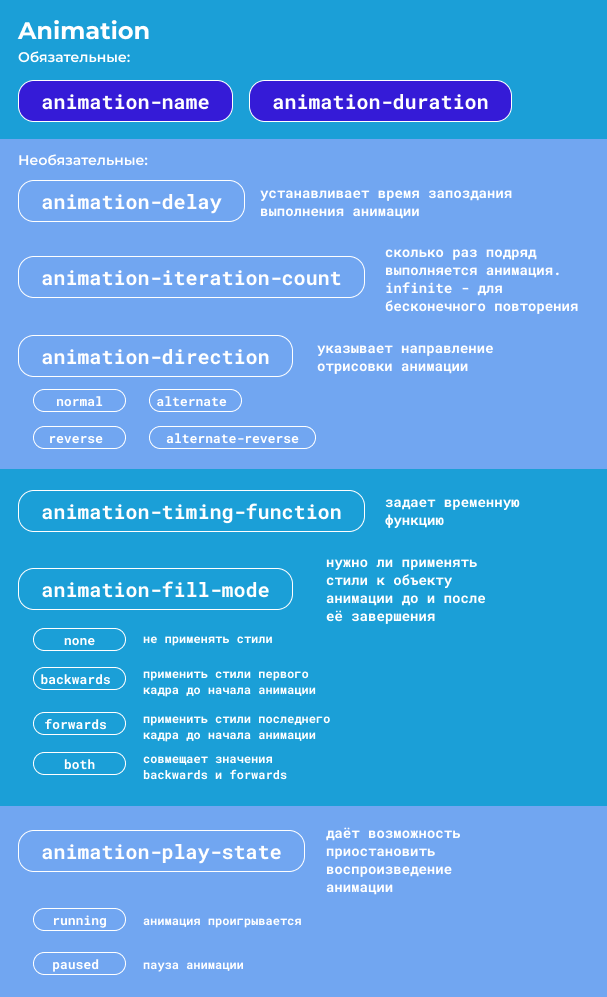 Animation
Обязательные:
animation-name
animation-duration
Необязательные:
animation-delay
устанавливает время запоздания
выполнения анимации
animation-iteration-count
сколько раз подряд
выполняется анимация.
infinite - для
бесконечного повторения
animation-direction
указывает направление
отрисовки анимации
normal
alternate
reverse
alternate-reverse
animation-timing-function
задает временную
функцию
animation-fill-mode
нужно ли применять
стили к объекту
анимации до и после
её завершения
none
не применять стили
backwards
применить стили первого
кадра до начала анимации
forwards
применить стили последнего
кадра до начала анимации
both
совмещает значения
backwards и forwards
animation-play-state
даёт возможность
приостановить
воспроизведение
анимации
running
анимация проигрывается
paused
пауза анимации